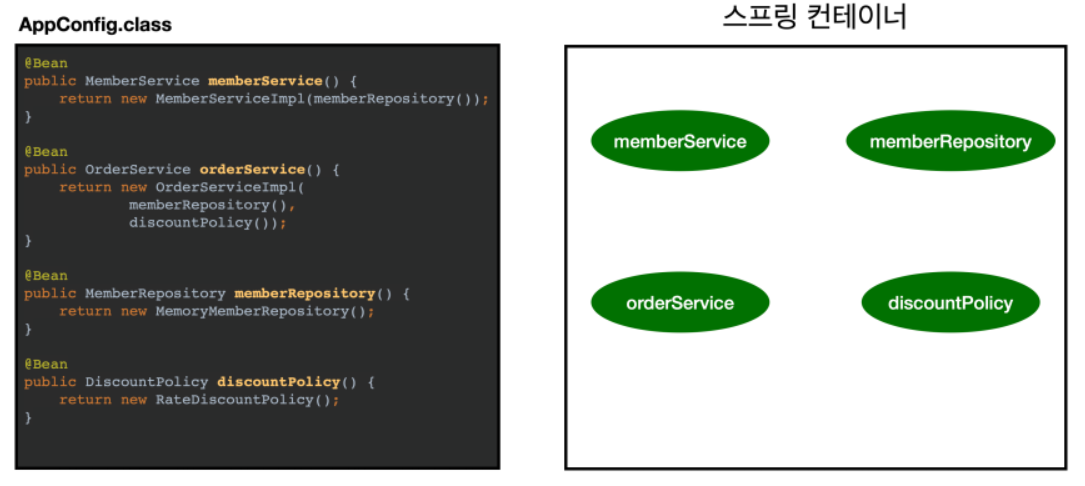 AppConfig.class
@Bean
public MemberService memberService() {
    return new MemberServiceImpl(memberRepository());
}
@Bean
public OrderService orderService() {
    return new OrderServiceImpl(
            memberRepository(),
            discountPolicy());
}
@Bean
public MemberRepository memberRepository() {
    return new MemoryMemberRepository();
}
@Bean
public DiscountPolicy discountPolicy() {
    return new RateDiscountPolicy();
}
스프링 컨테이너
memberService
memberRepository
orderService
discountPolicy